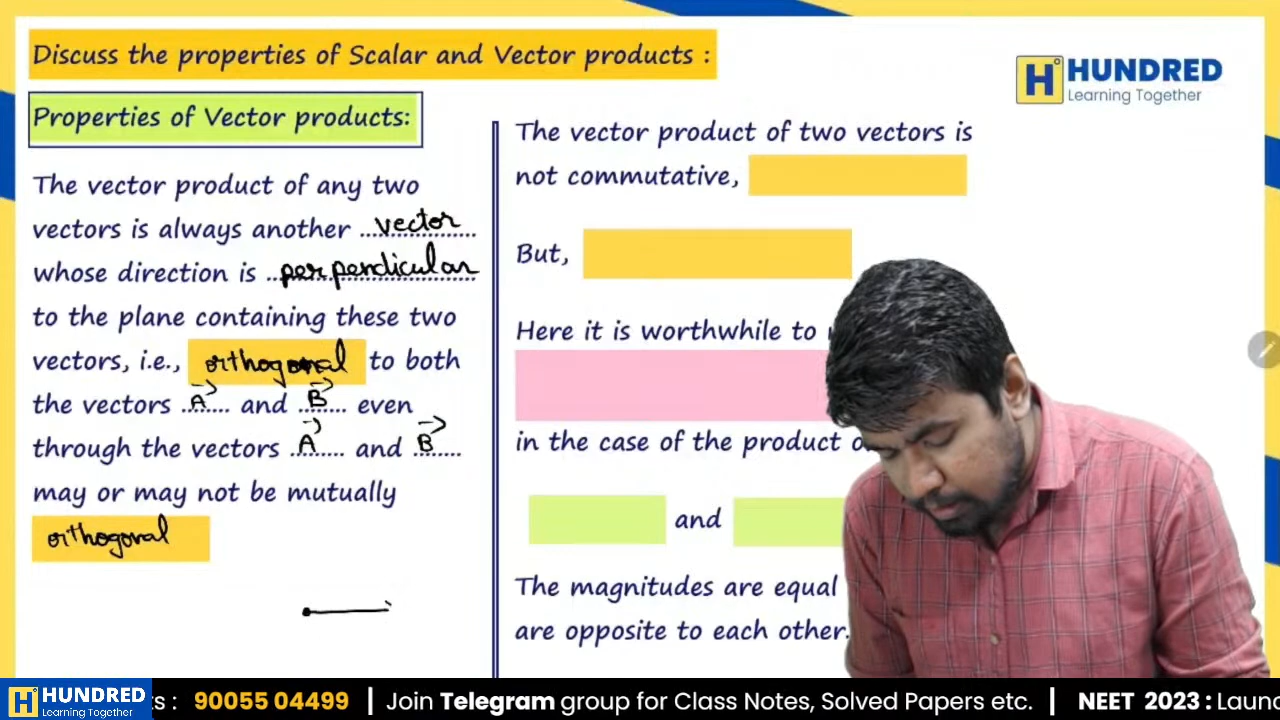 Discuss the properties of Scalar and Vector products :
H° HUNDRED
Learning Together
Properties of Vector products:
The vector product of any two
vectors is always another vector
whose direction is perpendicular
to the plane containing these two
vectors, i.e., orthogonal to both
the vectors A→ and B→ even
through the vectors A→ and B→
may or may not be mutually
orthogonal
The vector product of two vectors is
not commutative,
But,
Here it is worthwhile to
in the case of the product
and
The magnitudes are equal
are opposite to each other.
H° HUNDRED
Learning Together
s : 90055 04499 | Join Telegram group for Class Notes, Solved Papers etc. | NEET 2023 : Laun